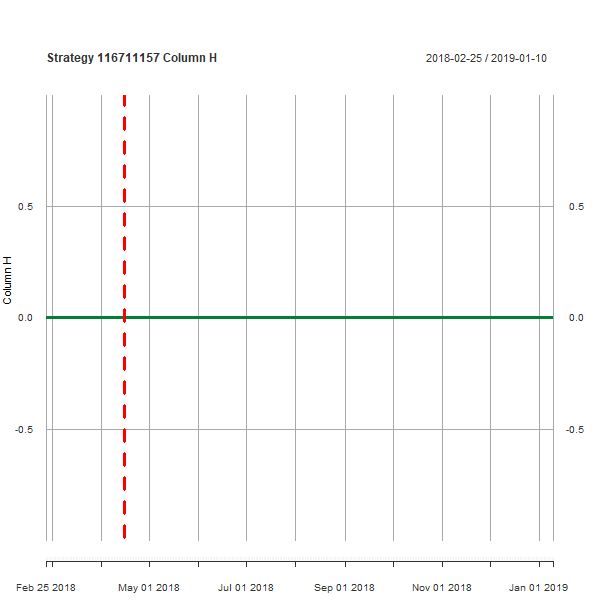 Strategy 116711157 Column H
2018-02-25 / 2019-01-10
0.5
0.5
Column H
0.0
0.0
-0.5
-0.5
Feb 25 2018
May 01 2018
Jul 01 2018
Sep 01 2018
Nov 01 2018
Jan 01 2019